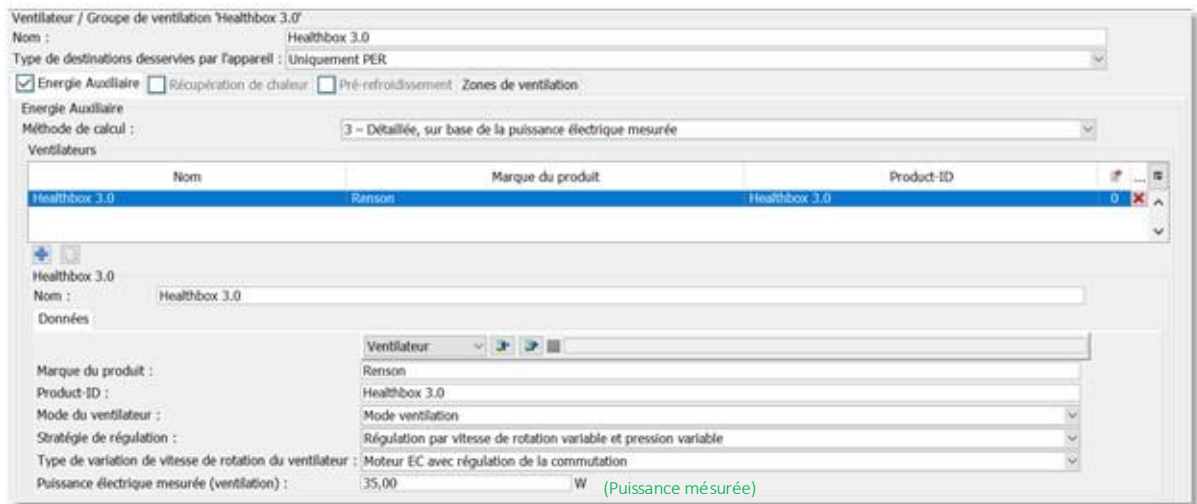 Ventilateur / Groupe de ventilation 'Healthbox 3.0'
Nom : Healthbox 3.0
Type de destinations desservies par l'appareil : Uniquement PER
Energie Auxiliaire Récupération de chaleur Pré-refroidissement Zones de ventilation
Energie Auxiliaire
Méthode de calcul : 3 – Détaillée, sur base de la puissance électrique mesurée
Ventilateurs
Nom Marque du produit Product-ID ...
Healthbox 3.0 Renson Healthbox 3.0 0
Healthbox 3.0
Nom : Healthbox 3.0
Données
Ventilateur
Marque du produit : Renson
Product-ID : Healthbox 3.0
Mode du ventilateur : Mode ventilation
Stratégie de régulation : Régulation par vitesse de rotation variable et pression variable
Type de variation de vitesse de rotation du ventilateur : Moteur EC avec régulation de la commutation
Puissance électrique mesurée (ventilation) : 35,00 W (Puissance mésurée)